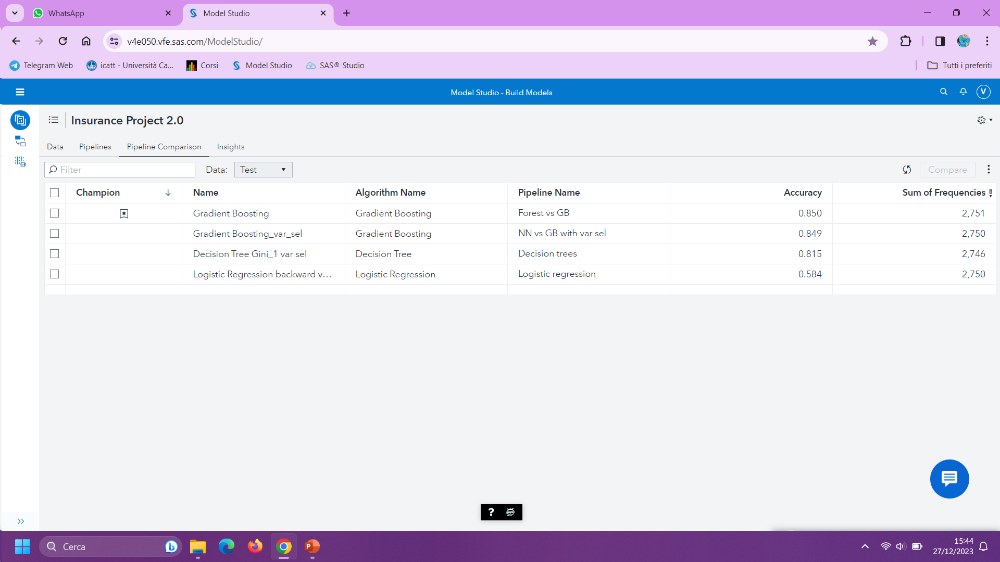 WhatsApp
Model Studio
v4e050.vfe.sas.com/ModelStudio/
Telegram Web icatt - Università Ca... Corsi Model Studio SAS® Studio Tutti i preferiti
Model Studio - Build Models V
Insurance Project 2.0
Data Pipelines Pipeline Comparison Insights
Filter Data: Test Compare
Champion Name Algorithm Name Pipeline Name Accuracy Sum of Frequencies
Gradient Boosting Gradient Boosting Forest vs GB 0.850 2,751
Gradient Boosting_var_sel Gradient Boosting NN vs GB with var sel 0.849 2,750
Decision Tree Gini_1 var sel Decision Tree Decision trees 0.815 2,746
Logistic Regression backward v... Logistic Regression Logistic regression 0.584 2,750
?
Cerca
15:44
27/12/2023